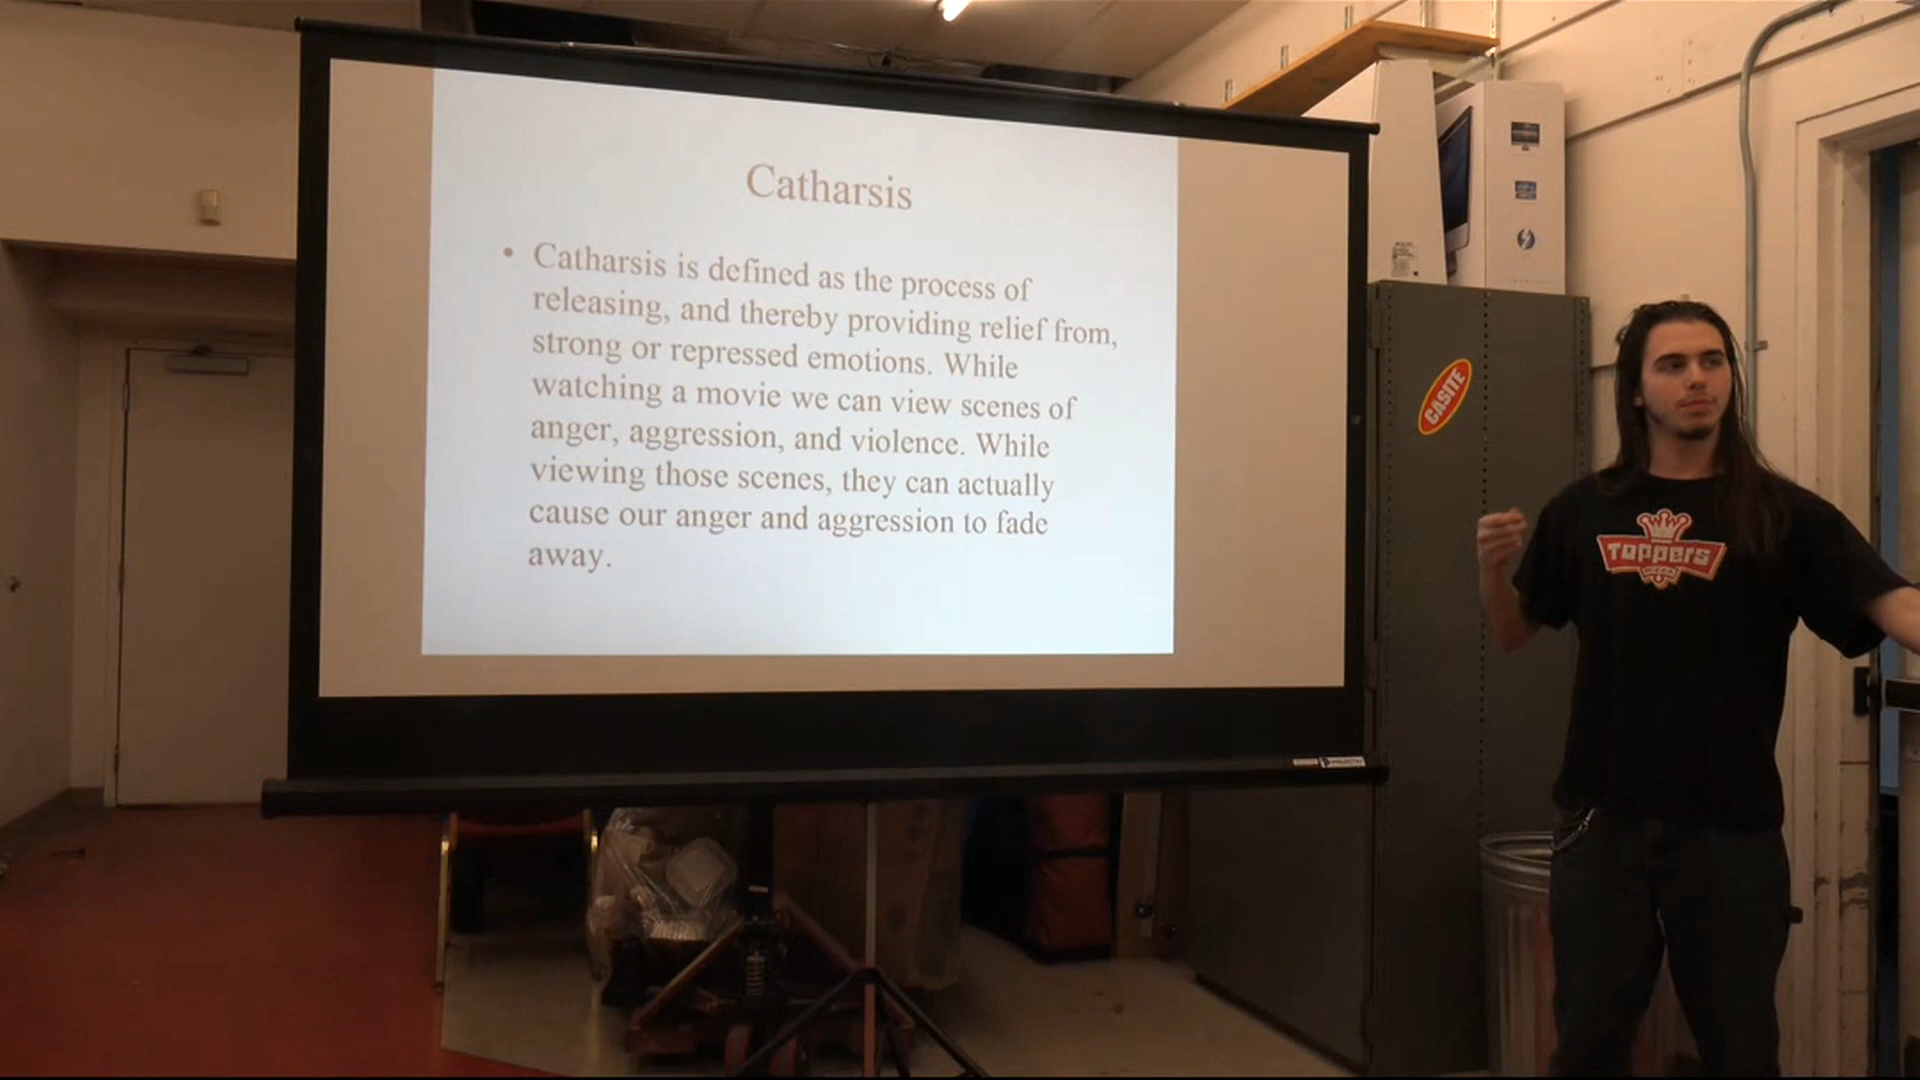 Catharsis
• Catharsis is defined as the process of
releasing, and thereby providing relief from,
strong or repressed emotions. While
watching a movie we can view scenes of
anger, aggression, and violence. While
viewing those scenes, they can actually
cause our anger and aggression to fade
away.
CASITE
TOPPERS
PIZZA